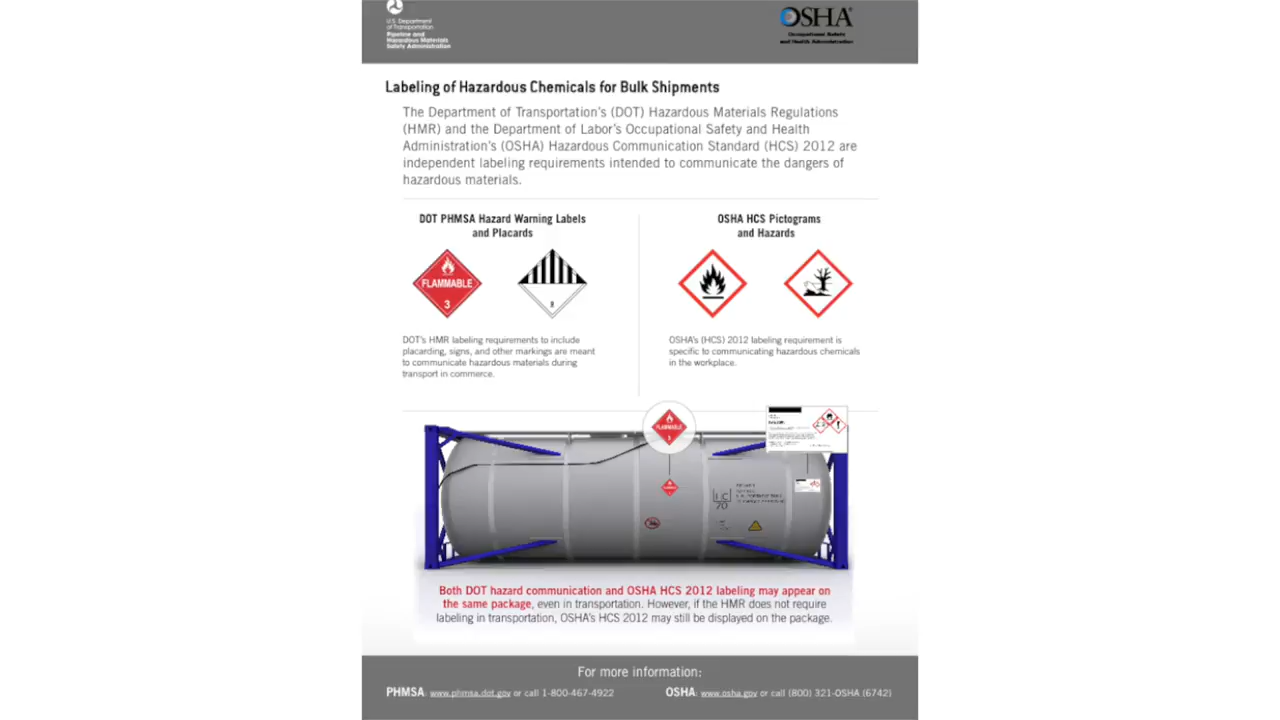 U.S. Department
of Transportation
Pipeline and
Hazardous Materials
Safety Administration
OSHA®
Occupational Safety
and Health Administration
Labeling of Hazardous Chemicals for Bulk Shipments
The Department of Transportation's (DOT) Hazardous Materials Regulations
(HMR) and the Department of Labor's Occupational Safety and Health
Administration's (OSHA) Hazardous Communication Standard (HCS) 2012 are
independent labeling requirements intended to communicate the dangers of
hazardous materials.
DOT PHMSA Hazard Warning Labels
and Placards
FLAMMABLE
3
DOT's HMR labeling requirements to include
placarding, signs, and other markings are meant
to communicate hazardous materials during
transport in commerce.
OSHA HCS Pictograms
and Hazards
OSHA's (HCS) 2012 labeling requirement is
specific to communicating hazardous chemicals
in the workplace.
FLAMMABLE
3
Both DOT hazard communication and OSHA HCS 2012 labeling may appear on
the same package, even in transportation. However, if the HMR does not require
labeling in transportation, OSHA's HCS 2012 may still be displayed on the package.
For more information:
PHMSA: www.phmsa.dot.gov or call 1-800-467-4922
OSHA: www.osha.gov or call (800) 321-OSHA (6742)